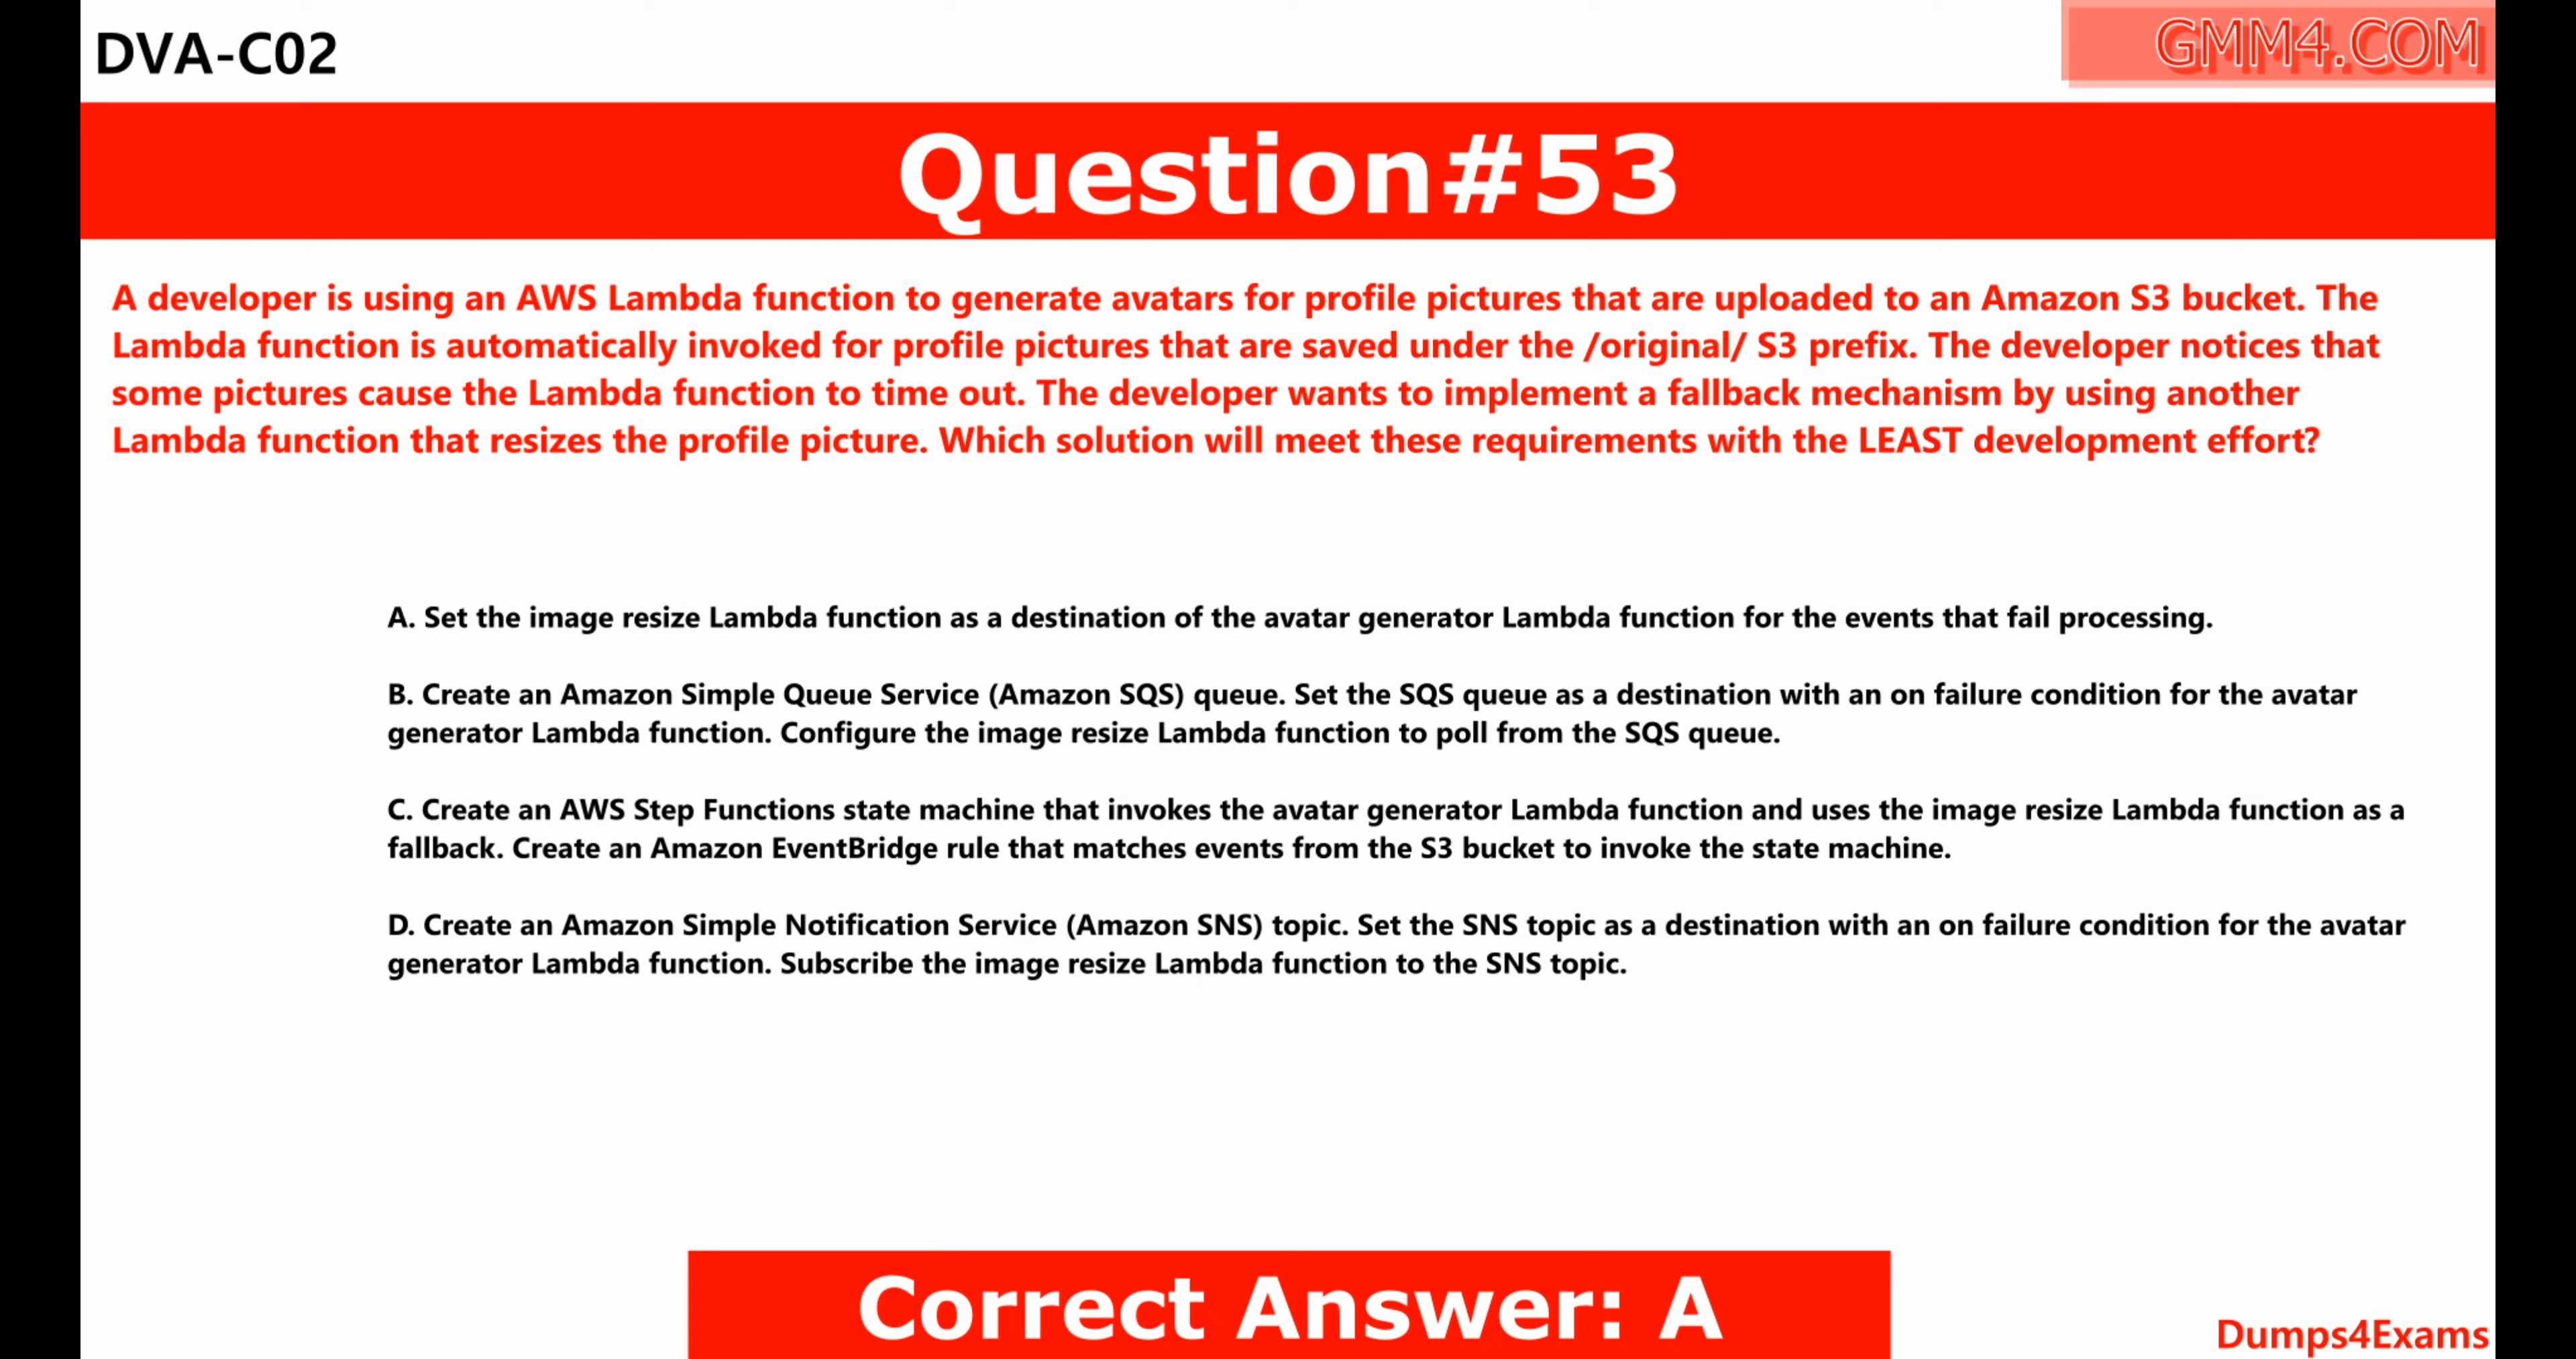 DVA-C02
GMM4.COM
Question#53
A developer is using an AWS Lambda function to generate avatars for profile pictures that are uploaded to an Amazon S3 bucket. The
Lambda function is automatically invoked for profile pictures that are saved under the /original/ S3 prefix. The developer notices that
some pictures cause the Lambda function to time out. The developer wants to implement a fallback mechanism by using another
Lambda function that resizes the profile picture. Which solution will meet these requirements with the LEAST development effort?
A. Set the image resize Lambda function as a destination of the avatar generator Lambda function for the events that fail processing.
B. Create an Amazon Simple Queue Service (Amazon SQS) queue. Set the SQS queue as a destination with an on failure condition for the avatar
generator Lambda function. Configure the image resize Lambda function to poll from the SQS queue.
C. Create an AWS Step Functions state machine that invokes the avatar generator Lambda function and uses the image resize Lambda function as a
fallback. Create an Amazon EventBridge rule that matches events from the S3 bucket to invoke the state machine.
D. Create an Amazon Simple Notification Service (Amazon SNS) topic. Set the SNS topic as a destination with an on failure condition for the avatar
generator Lambda function. Subscribe the image resize Lambda function to the SNS topic.
Correct Answer: A
Dumps4Exams